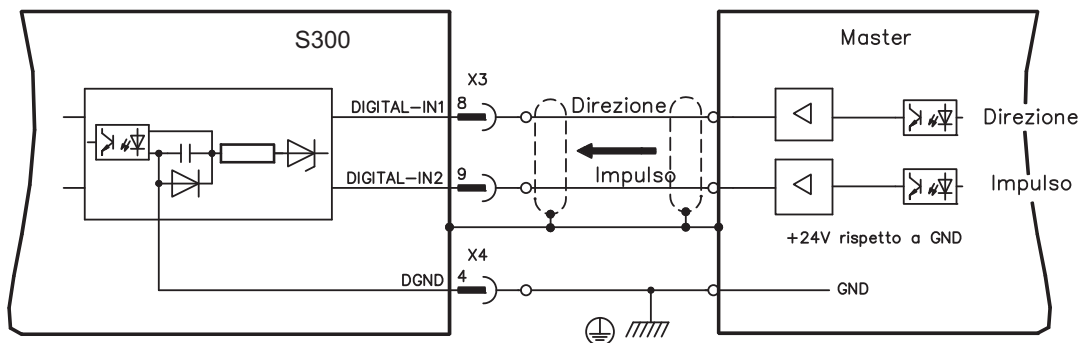 S300
Master
X3
DIGITAL-IN1
8
Direzione
Direzione
DIGITAL-IN2
9
Impulso
Impulso
+24V rispetto a GND
X4
DGND
4
GND